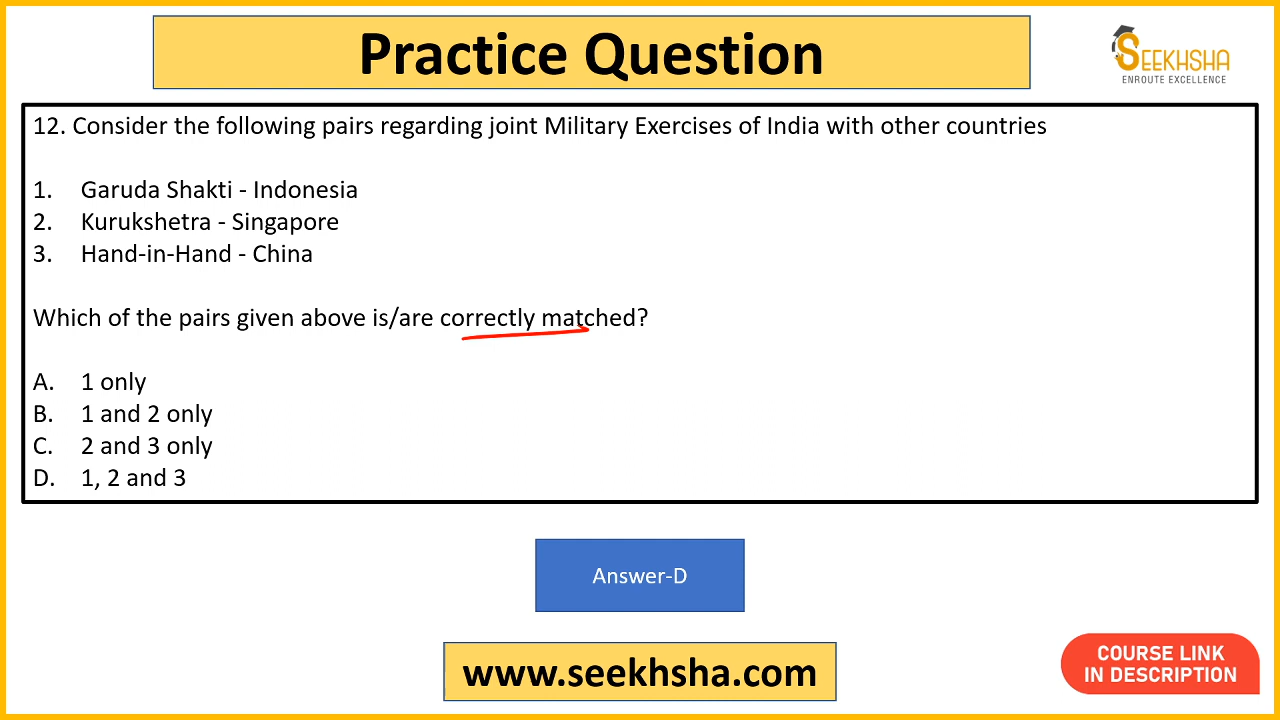 Practice Question
SEEKHSHA
ENROUTE EXCELLENCE
12. Consider the following pairs regarding joint Military Exercises of India with other countries
1. Garuda Shakti - Indonesia
2. Kurukshetra - Singapore
3. Hand-in-Hand - China
Which of the pairs given above is/are correctly matched?
A. 1 only
B. 1 and 2 only
C. 2 and 3 only
D. 1, 2 and 3
Answer-D
www.seekhsha.com
COURSE LINK
IN DESCRIPTION